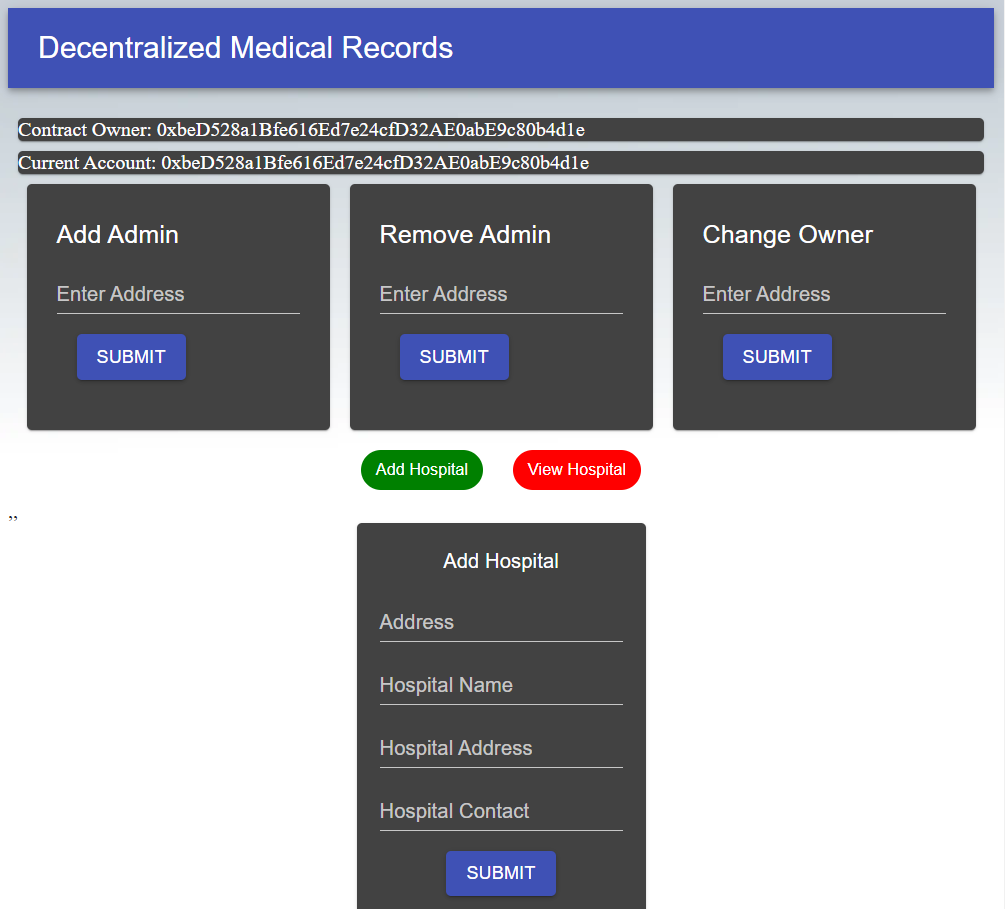 Decentralized Medical Records
Contract Owner: 0xbeD528a1Bfe616Ed7e24cfD32AE0abE9c80b4d1e
Current Account: 0xbeD528a1Bfe616Ed7e24cfD32AE0abE9c80b4d1e
Add Admin
Enter Address
SUBMIT
Remove Admin
Enter Address
SUBMIT
Change Owner
Enter Address
SUBMIT
Add Hospital
View Hospital
,,
Add Hospital
Address
Hospital Name
Hospital Address
Hospital Contact
SUBMIT